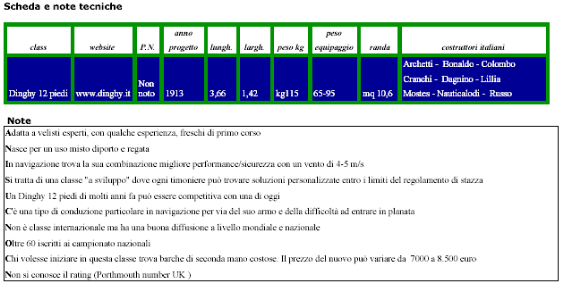 Scheda e note tecniche
class website P.N. anno progetto lungh. largh. peso kg peso equipaggio randa costruttori italiani
Dinghy 12 piedi www.dinghy.it Non noto 1913 3,66 1,42 kg115 65-95 mq 10,6 Archetti - Bonaldo - Colombo
Cranchi - Dagnino - Lillia
Mostes - Nauticalodi - Russo
Note
Adatta a velisti esperti, con qualche esperienza, freschi di primo corso
Nasce per un uso misto diporto e regata
In navigazione trova la sua combinazione migliore performance/sicurezza con un vento di 4-5 m/s
Si tratta di una classe "a sviluppo" dove ogni timoniere può trovare soluzioni personalizzate entro i limiti del regolamento di stazza
Un Dinghy 12 piedi di molti anni fa può essere competitiva con una di oggi
C'è una tipo di conduzione particolare in navigazione per via del suo armo e della difficoltà ad entrare in planata
Non è classe internazionale ma ha una buona diffusione a livello mondiale e nazionale
Oltre 60 iscritti ai campionato nazionali
Chi volesse iniziare in questa classe trova barche di seconda mano costose. Il prezzo del nuovo può variare da 7000 a 8.500 euro
Non si conosce il rating (Porthmouth number UK )